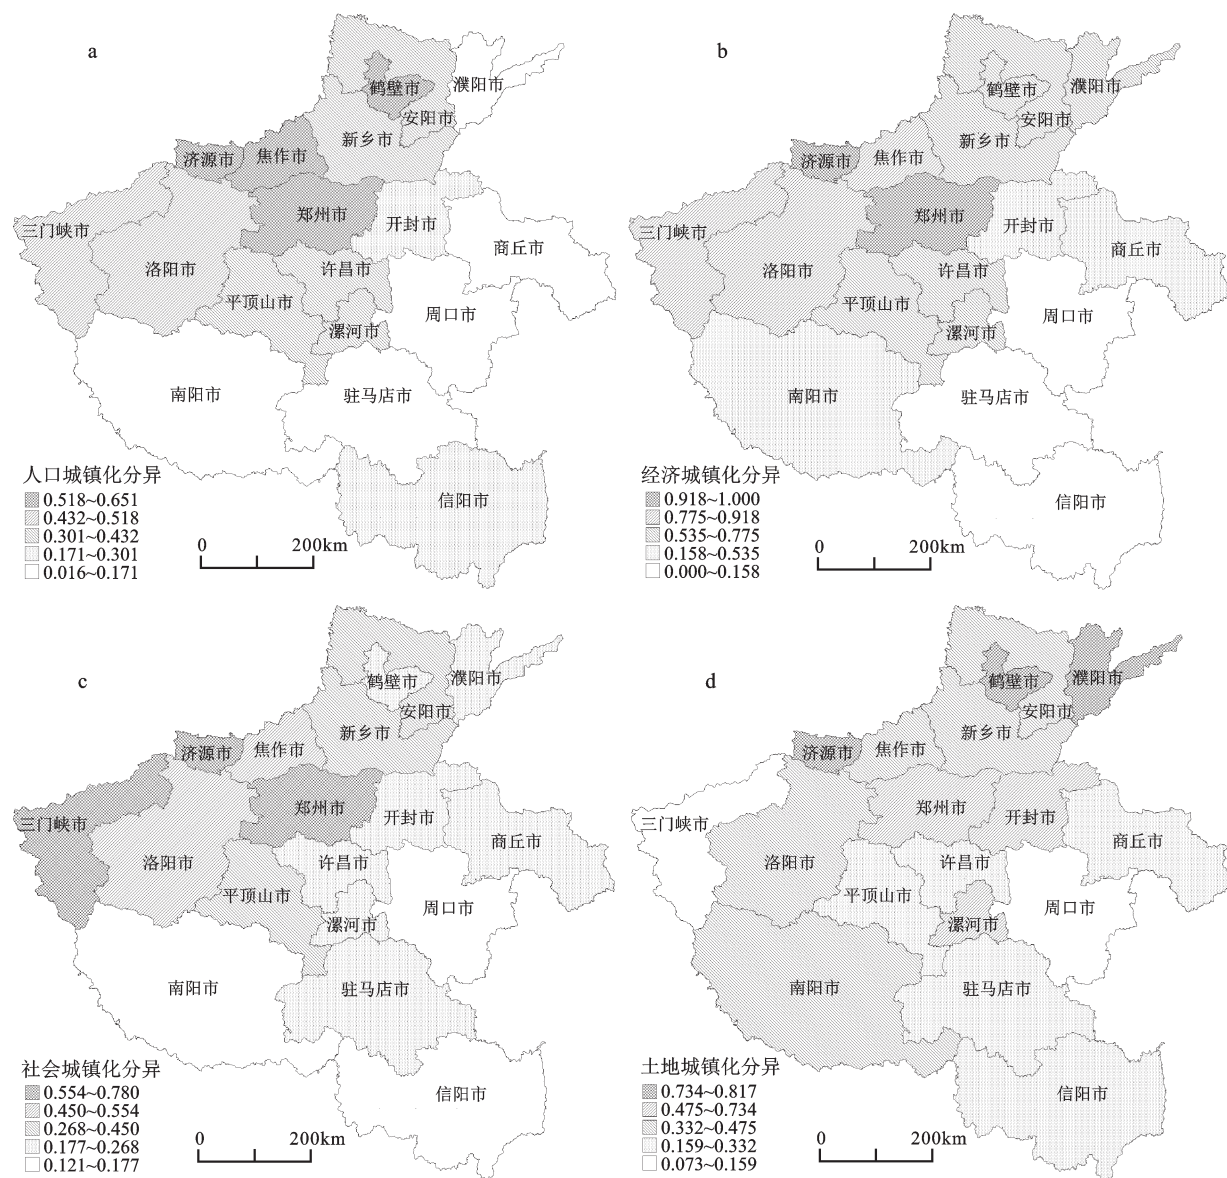 a
鹤壁市
濮阳市
安阳市
新乡市
济源市
焦作市
郑州市
开封市
三门峡市
商丘市
洛阳市
许昌市
平顶山市
周口市
漯河市
南阳市
驻马店市
信阳市
人口城镇化分异
0.518~0.651
0.432~0.518
0.301~0.432
0.171~0.301
0.016~0.171
0 200km
b
鹤壁市
濮阳市
安阳市
新乡市
济源市
焦作市
郑州市
开封市
三门峡市
商丘市
洛阳市
许昌市
平顶山市
周口市
漯河市
南阳市
驻马店市
信阳市
经济城镇化分异
0.918~1.000
0.775~0.918
0.535~0.775
0.158~0.535
0.000~0.158
0 200km
c
鹤壁市
濮阳市
安阳市
新乡市
济源市
焦作市
郑州市
开封市
三门峡市
商丘市
洛阳市
许昌市
平顶山市
周口市
漯河市
南阳市
驻马店市
信阳市
社会城镇化分异
0.554~0.780
0.450~0.554
0.268~0.450
0.177~0.268
0.121~0.177
0 200km
d
鹤壁市
濮阳市
安阳市
新乡市
济源市
焦作市
郑州市
开封市
三门峡市
商丘市
洛阳市
许昌市
平顶山市
周口市
漯河市
南阳市
驻马店市
信阳市
土地城镇化分异
0.734~0.817
0.475~0.734
0.332~0.475
0.159~0.332
0.073~0.159
0 200km